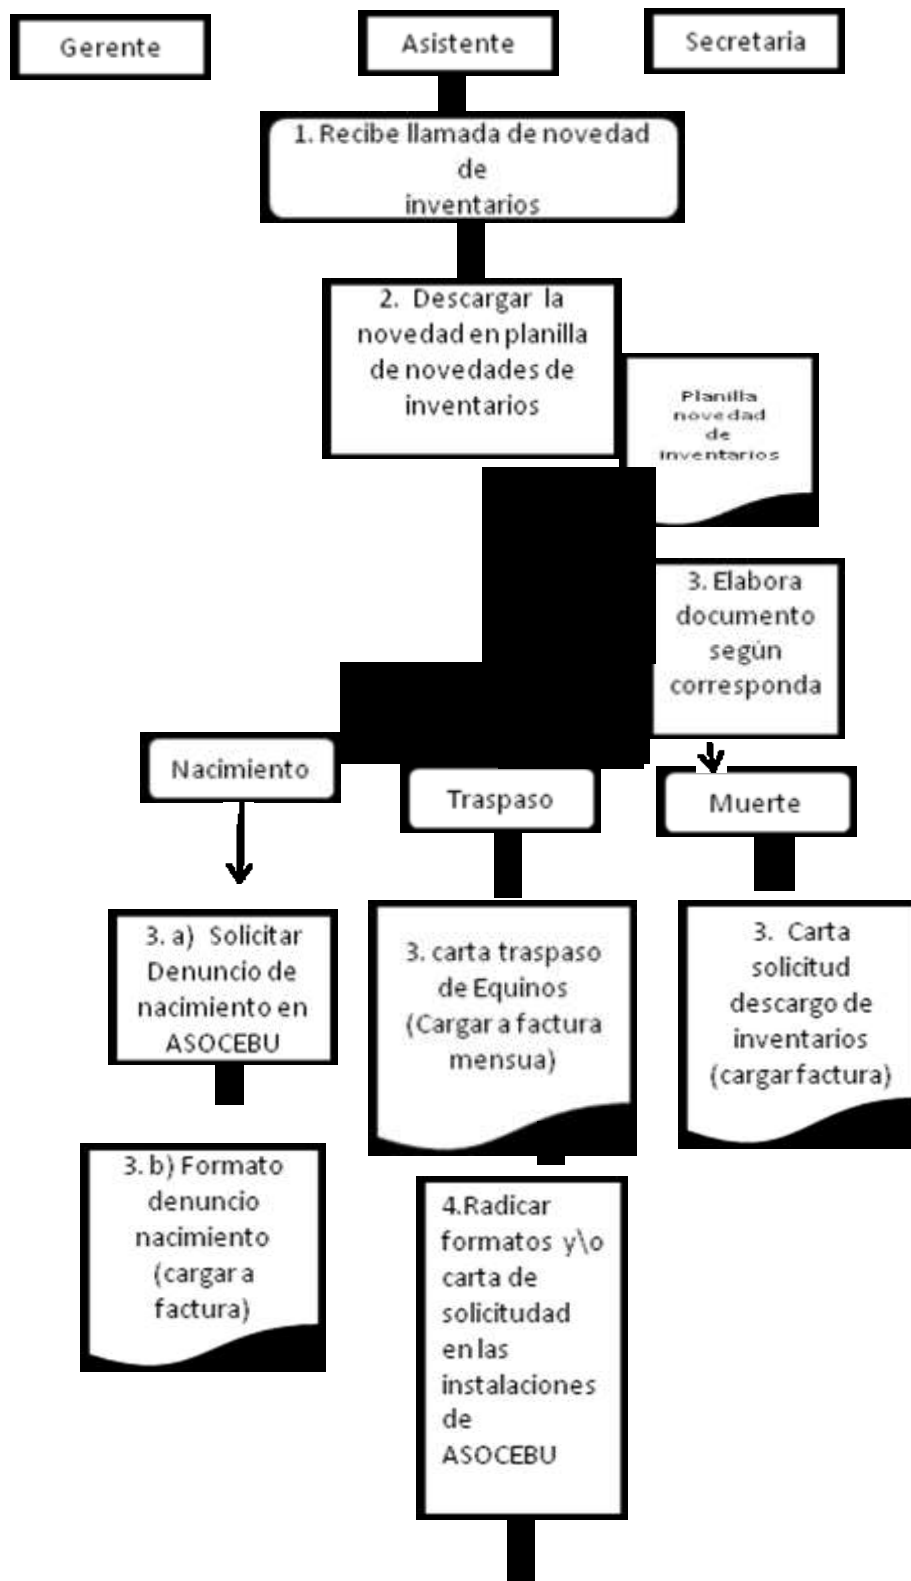 Gerente
Asistente
Secretaria
1. Recibe llamada de novedad
de
inventarios
2. Descargar la
novedad en planilla
de novedades de
inventarios
Planilla
novedad
de
inventarios
3. Elabora
documento
según
corresponda
Nacimiento
Traspaso
Muerte
3. a) Solicitar
Denuncio de
nacimiento en
ASOCEBU
3. carta traspaso
de Equinos
(Cargar a factura
mensua)
3. Carta
solicitud
descargo de
inventarios
(cargar factura)
3. b) Formato
denuncio
nacimiento
(cargar a
factura)
4.Radicar
formatos y\o
carta de
solicitudad
en las
instalaciones
de
ASOCEBU